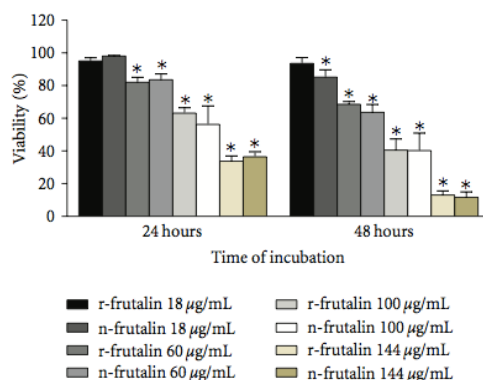 120
100
80
60
40
20
0
Viability (%)
* * * * * *
* * * * * * *
24 hours 48 hours
Time of incubation
r-frutalin 18 µg/mL r-frutalin 100 µg/mL
n-frutalin 18 µg/mL n-frutalin 100 µg/mL
r-frutalin 60 µg/mL r-frutalin 144 µg/mL
n-frutalin 60 µg/mL n-frutalin 144 µg/mL